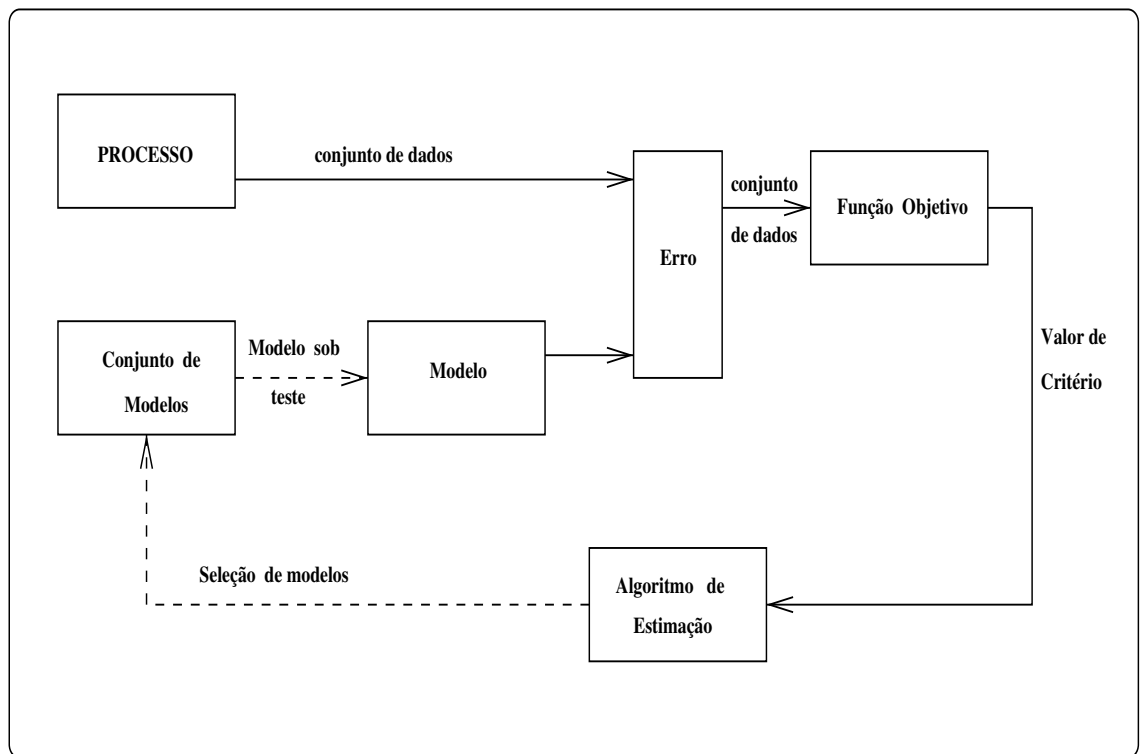 PROCESSO
conjunto de dados
conjunto
de dados
Função Objetivo
Erro
Conjunto de
Modelos
Modelo sob
teste
Modelo
Valor de
Critério
Seleção de modelos
Algoritmo de
Estimação